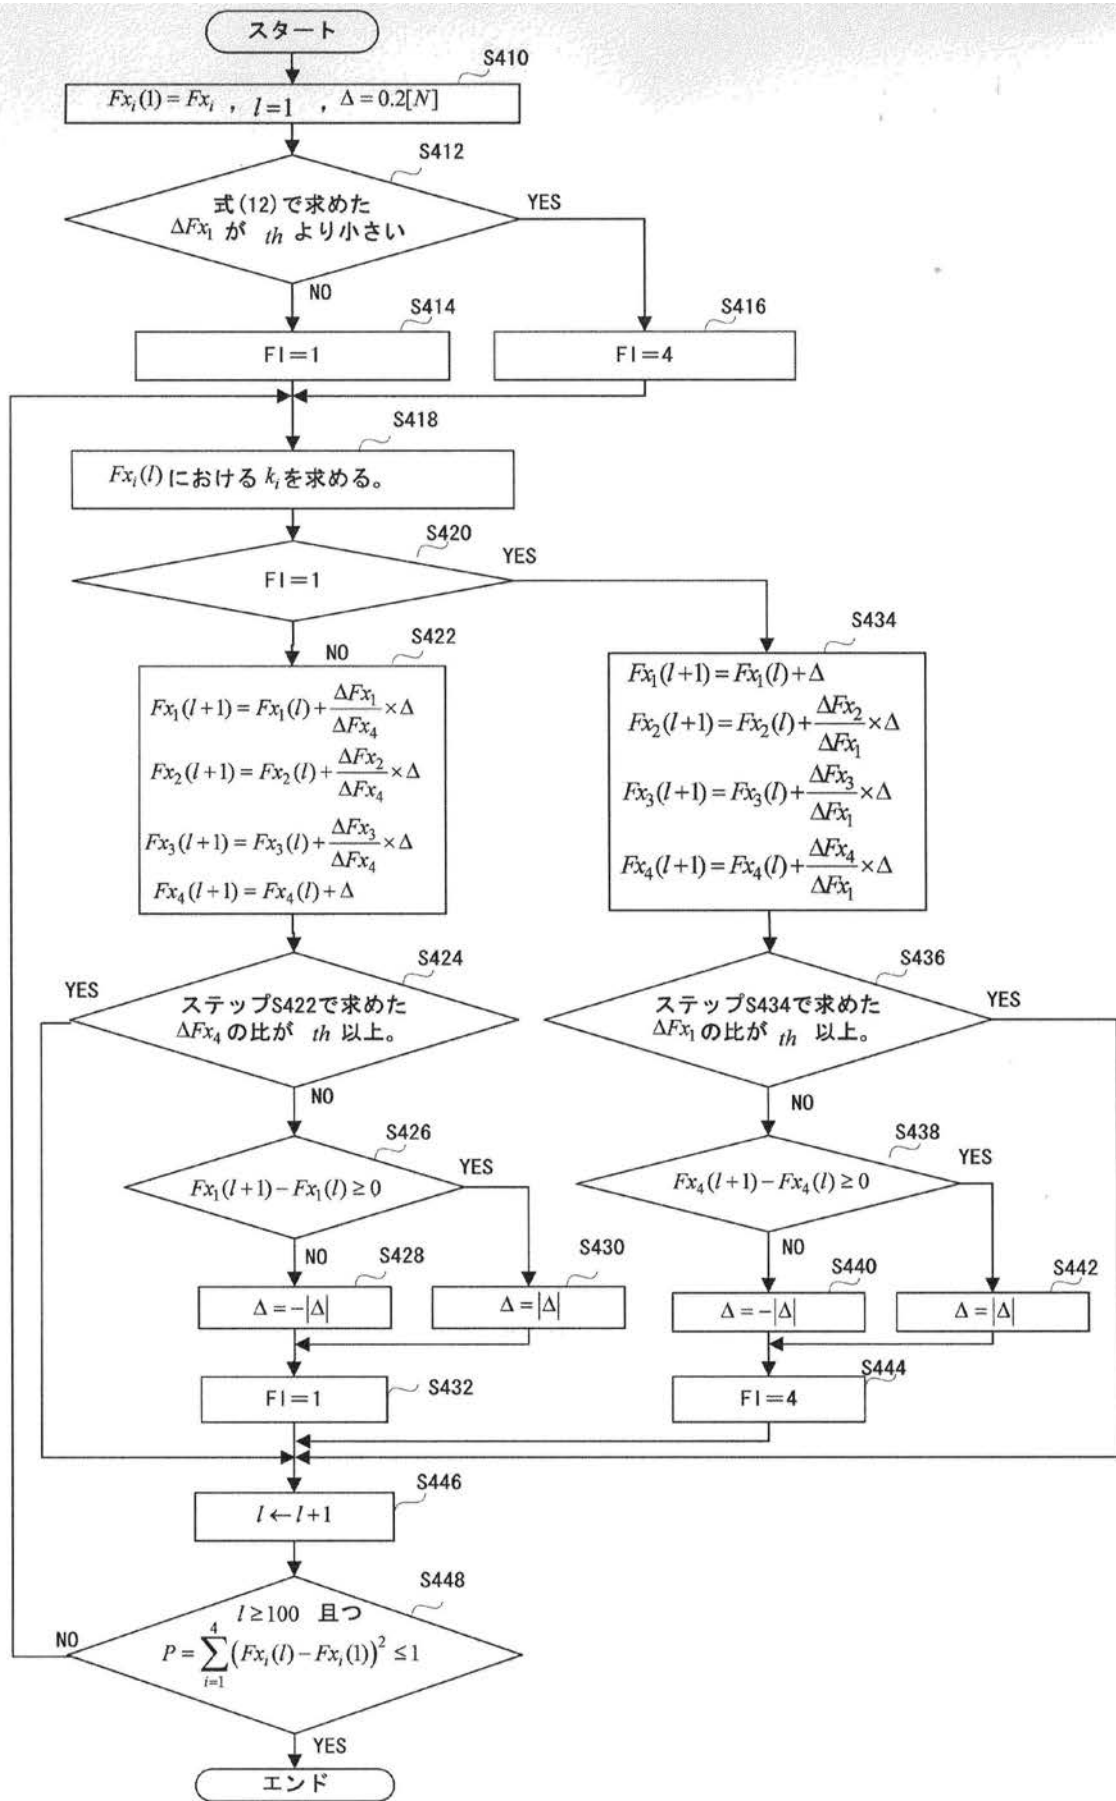 スタート
S410
Fx_i(1)=Fx_i , l=1 , Δ=0.2[N]
S412
式(12)で求めた
ΔFx_1 が th より小さい
YES
NO
S414
FI=1
S416
FI=4
S418
Fx_i(l)における k_i を求める。
S420
FI=1
YES
NO
S422
Fx_1(l+1)=Fx_1(l)+ΔFx_1/ΔFx_4×Δ
Fx_2(l+1)=Fx_2(l)+ΔFx_2/ΔFx_4×Δ
Fx_3(l+1)=Fx_3(l)+ΔFx_3/ΔFx_4×Δ
Fx_4(l+1)=Fx_4(l)+Δ
S434
Fx_1(l+1)=Fx_1(l)+Δ
Fx_2(l+1)=Fx_2(l)+ΔFx_2/ΔFx_1×Δ
Fx_3(l+1)=Fx_3(l)+ΔFx_3/ΔFx_1×Δ
Fx_4(l+1)=Fx_4(l)+ΔFx_4/ΔFx_1×Δ
S424
YES
ステップS422で求めた
ΔFx_4 の比が th 以上。
NO
S436
ステップS434で求めた
ΔFx_1 の比が th 以上。
YES
NO
S426
Fx_1(l+1)−Fx_1(l)≥0
YES
NO
S438
Fx_4(l+1)−Fx_4(l)≥0
YES
NO
S428
Δ=−|Δ|
S430
Δ=|Δ|
S440
Δ=−|Δ|
S442
Δ=|Δ|
FI=1
S432
FI=4
S444
S446
l←l+1
S448
l≥100 且つ
P=∑_{i=1}^{4}(Fx_i(l)−Fx_i(1))^2≤1
NO
YES
エンド